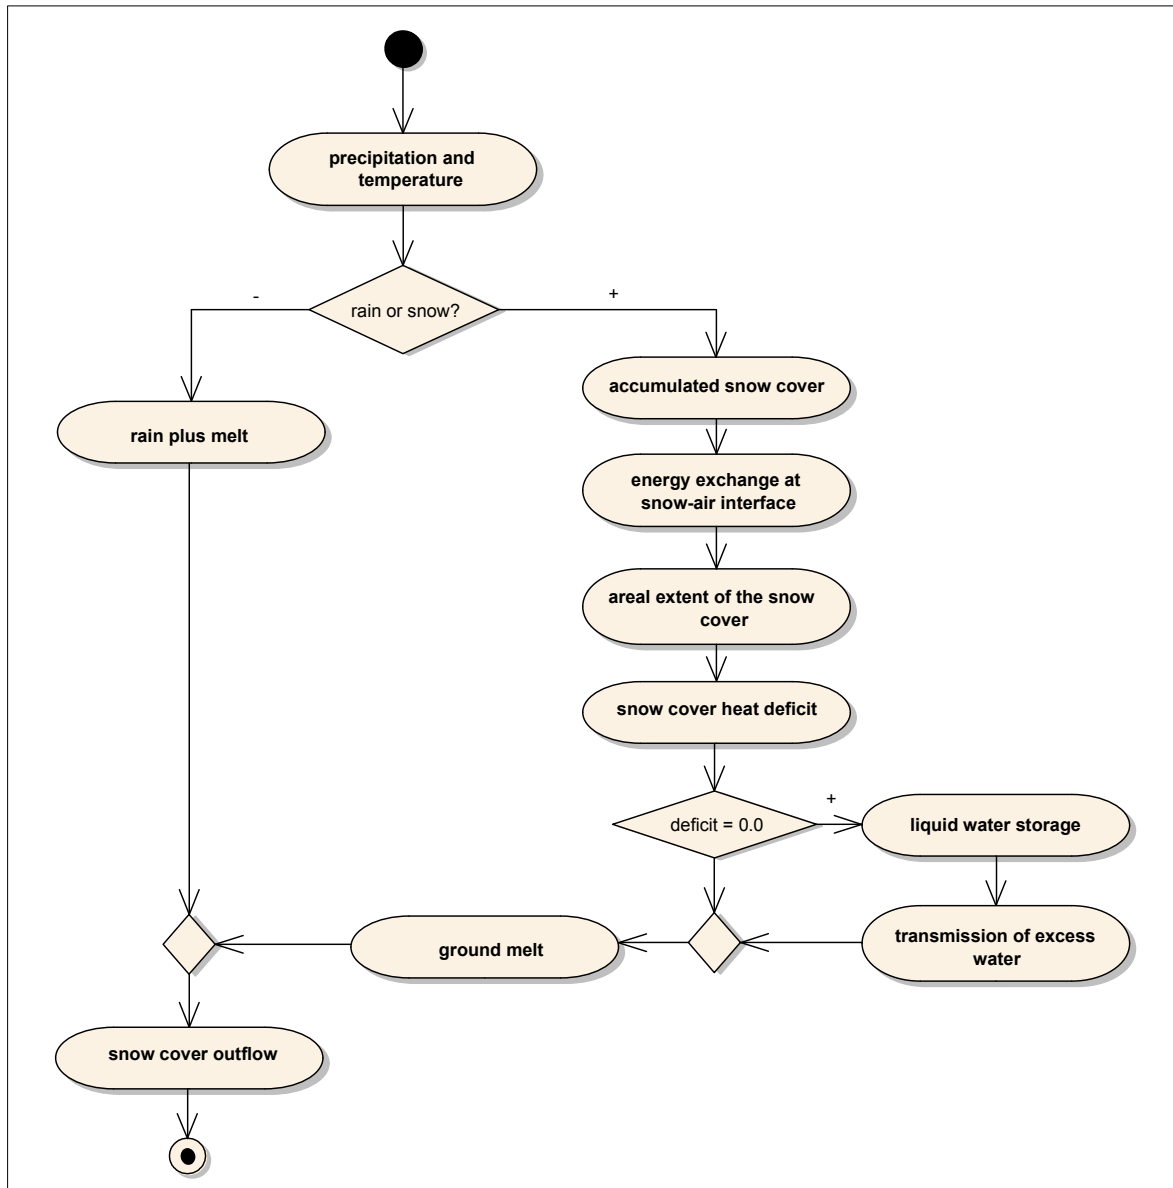 precipitation and
temperature
rain or snow?
-
+
accumulated snow cover
rain plus melt
energy exchange at
snow-air interface
areal extent of the snow
cover
snow cover heat deficit
deficit = 0.0
+
liquid water storage
transmission of excess
water
ground melt
snow cover outflow